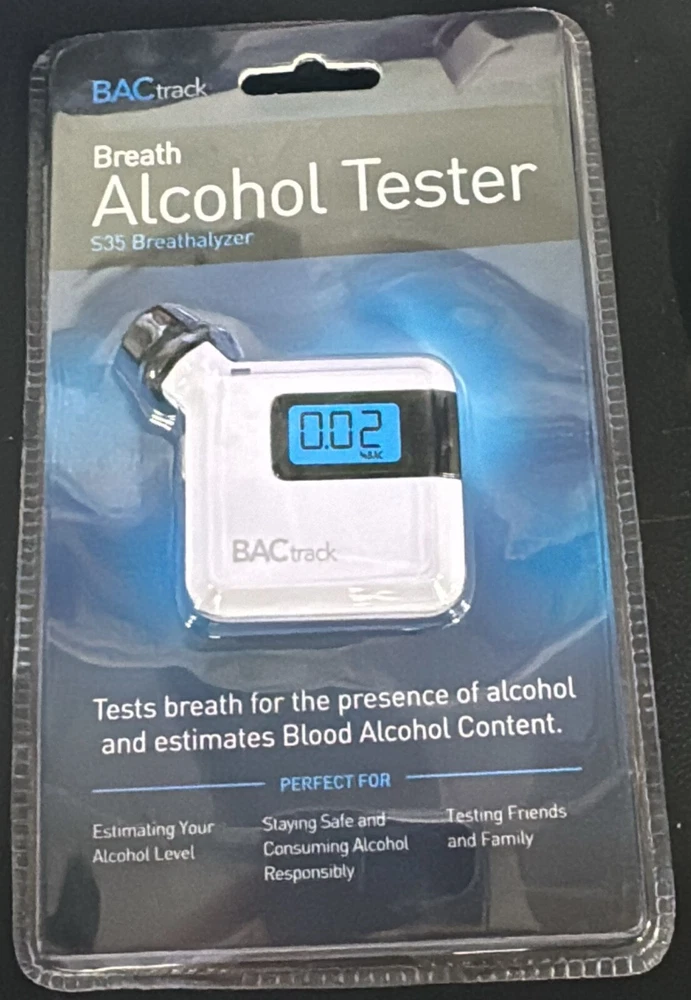 BACtrack
Breath
Alcohol Tester
S35 Breathalyzer
0.02
%BAC
BACtrack
Tests breath for the presence of alcohol
and estimates Blood Alcohol Content.
PERFECT FOR
Estimating Your
Alcohol Level
Staying Safe and
Consuming Alcohol
Responsibly
Testing Friends
and Family